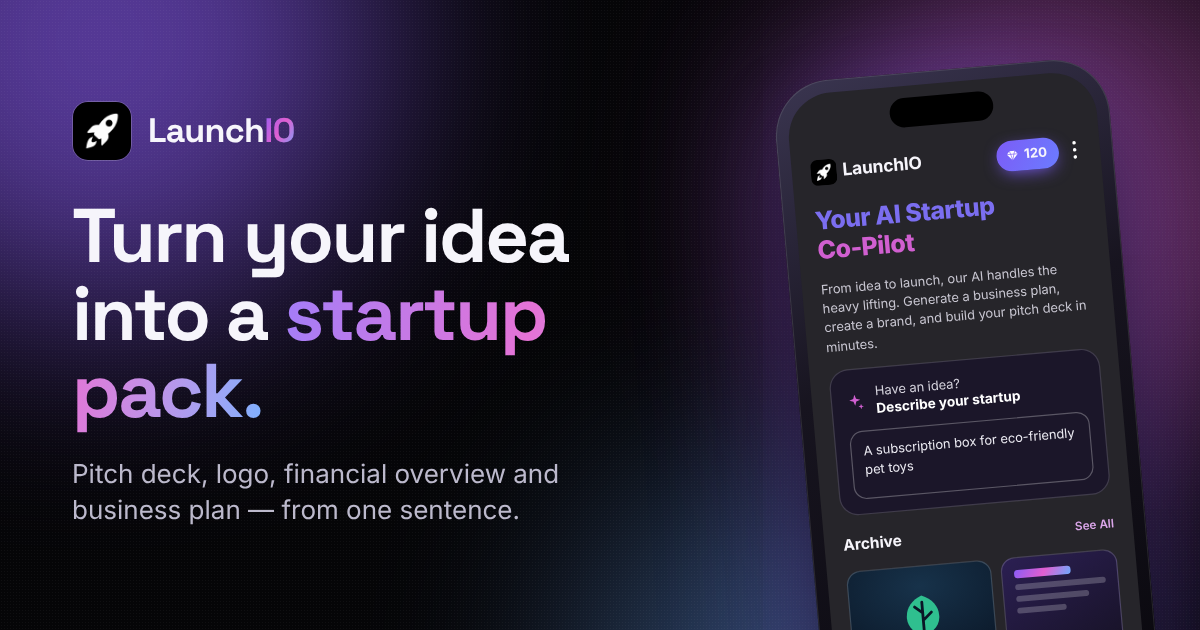 LaunchIO
Turn your idea
into a startup
pack.
Pitch deck, logo, financial overview and
business plan — from one sentence.
LaunchIO
120
Your AI Startup
Co-Pilot
From idea to launch, our AI handles the
heavy lifting. Generate a business plan,
create a brand, and build your pitch deck in
minutes.
Have an idea?
Describe your startup
A subscription box for eco-friendly
pet toys
Archive
See All